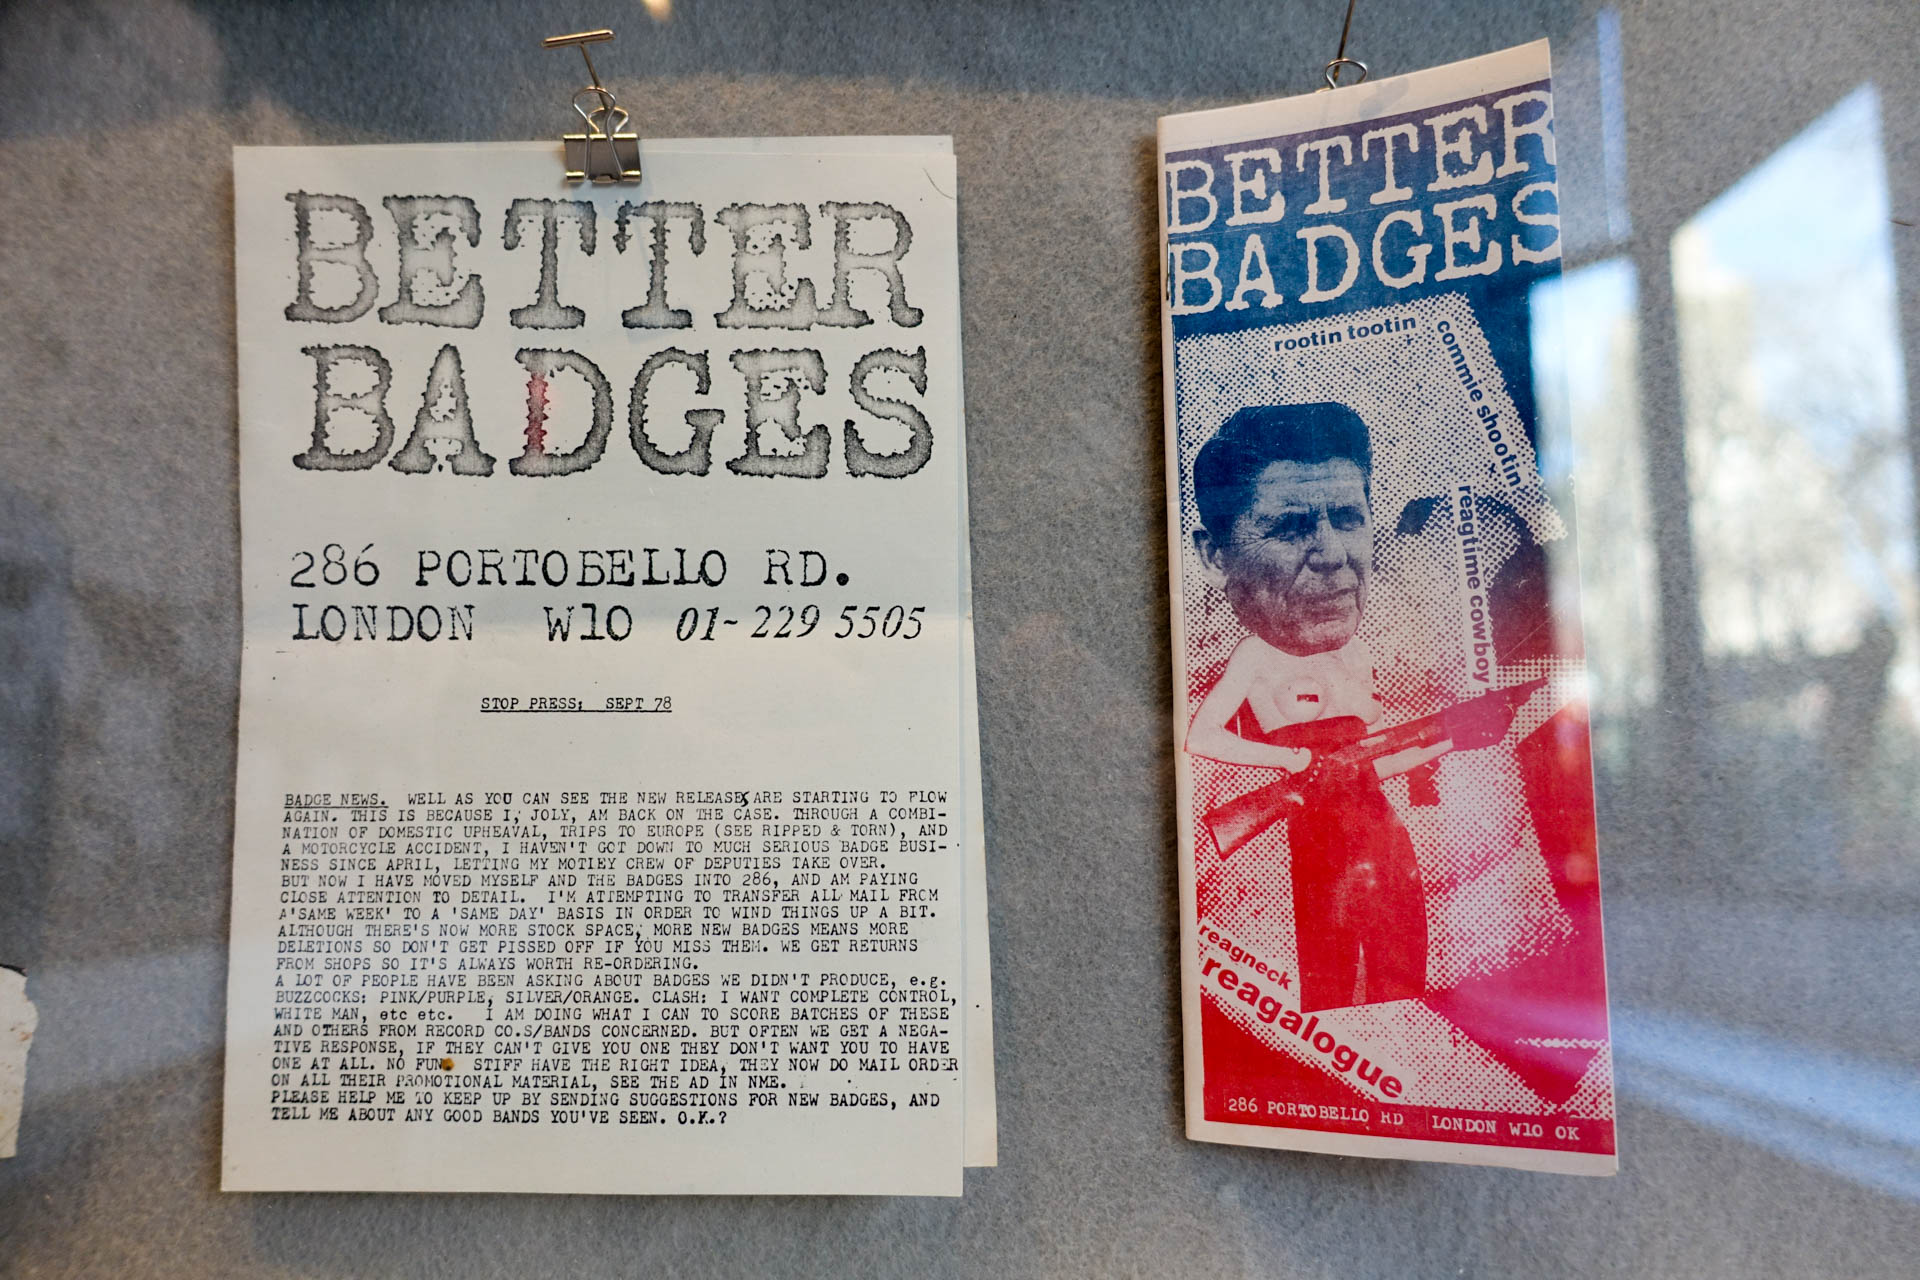 BETTER
BADGES
286 PORTOBELLO RD.
LONDON W10 01-229 5505
STOP PRESS; SEPT 78
BADGE NEWS. WELL AS YOU CAN SEE THE NEW RELEASES ARE STARTING TO FLOW
AGAIN. THIS IS BECAUSE I, JOLY, AM BACK ON THE CASE. THROUGH A COMBI-
NATION OF DOMESTIC UPHEAVAL, TRIPS TO EUROPE (SEE RIPPED & TORN), AND
A MOTORCYCLE ACCIDENT, I HAVEN'T GOT DOWN TO MUCH SERIOUS BADGE BUSI-
NESS SINCE APRIL, LETTING MY MOTLEY CREW OF DEPUTIES TAKE OVER.
BUT NOW I HAVE MOVED MYSELF AND THE BADGES INTO 286, AND AM PAYING
CLOSE ATTENTION TO DETAIL. I'M ATTEMPTING TO TRANSFER ALL MAIL FROM
A 'SAME WEEK' TO A 'SAME DAY' BASIS IN ORDER TO WIND THINGS UP A BIT.
ALTHOUGH THERE'S NOW MORE STOCK SPACE, MORE NEW BADGES MEANS MORE
DELETIONS SO DON'T GET PISSED OFF IF YOU MISS THEM. WE GET RETURNS
FROM SHOPS SO IT'S ALWAYS WORTH RE-ORDERING.
A LOT OF PEOPLE HAVE BEEN ASKING ABOUT BADGES WE DIDN'T PRODUCE, e.g.
BUZZCOCKS: PINK/PURPLE, SILVER/ORANGE. CLASH: I WANT COMPLETE CONTROL,
WHITE MAN, etc etc. I AM DOING WHAT I CAN TO SCORE BATCHES OF THESE
AND OTHERS FROM RECORD CO.S/BANDS CONCERNED. BUT OFTEN WE GET A NEGA-
TIVE RESPONSE, IF THEY CAN'T GIVE YOU ONE THEY DON'T WANT YOU TO HAVE
ONE AT ALL. NO FUN. STIFF HAVE THE RIGHT IDEA, THEY NOW DO MAIL ORDER
ON ALL THEIR PROMOTIONAL MATERIAL, SEE THE AD IN NME.
PLEASE HELP ME TO KEEP UP BY SENDING SUGGESTIONS FOR NEW BADGES, AND
TELL ME ABOUT ANY GOOD BANDS YOU'VE SEEN. O.K.?
BETTER
BADGES
rootin tootin
commie shootin
reagtime cowboy
reagneck
reagalogue
286 PORTOBELLO RD LONDON W10 OK